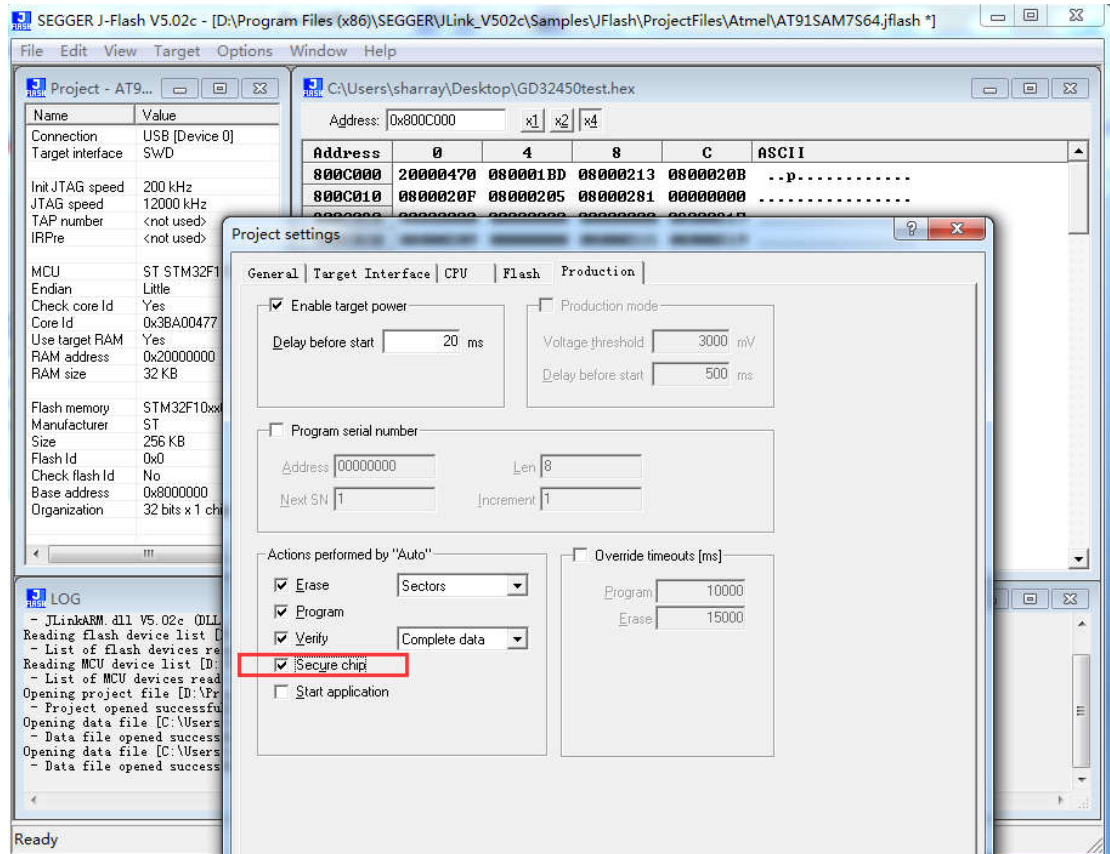 SEGGER J-Flash V5.02c - [D:\Program Files (x86)\SEGGER\JLink_V502c\Samples\JFlash\ProjectFiles\Atmel\AT91SAM7S64.jflash *]
File Edit View Target Options Window Help
Project - AT9...
Name Value
Connection USB [Device 0]
Target interface SWD
Init JTAG speed 200 kHz
JTAG speed 12000 kHz
TAP number <not used>
IRPre <not used>
MCU ST STM32F1
Endian Little
Check core Id Yes
Core Id 0x3BA00477
Use target RAM Yes
RAM address 0x20000000
RAM size 32 KB
Flash memory STM32F10xx
Manufacturer ST
Size 256 KB
Flash Id 0x0
Check flash Id No
Base address 0x8000000
Organization 32 bits x 1 chi
C:\Users\sharray\Desktop\GD32450test.hex
Address: 0x800C000 x1 x2 x4
Address 0 4 8 C ASCII
800C000 20000470 080001BD 08000213 0800020B ..p.............
800C010 0800020F 08000205 08000281 00000000 ................
Project settings
General Target Interface CPU Flash Production
Enable target power
Delay before start 20 ms
Production mode
Voltage threshold 3000 mV
Delay before start 500 ms
Program serial number
Address 00000000 Len 8
Next SN 1 Increment 1
Actions performed by "Auto"
Erase Sectors
Program
Verify Complete data
Secure chip
Start application
Override timeouts [ms]
Program 10000
Erase 15000
LOG
- JLinkARM.dll V5.02c (DLL
Reading flash device list [
- List of flash devices re
Reading MCU device list [D:
- List of MCU devices read
Opening project file [D:\Pr
- Project opened successfu
Opening data file [C:\Users
- Data file opened success
Opening data file [C:\Users
- Data file opened success
Ready